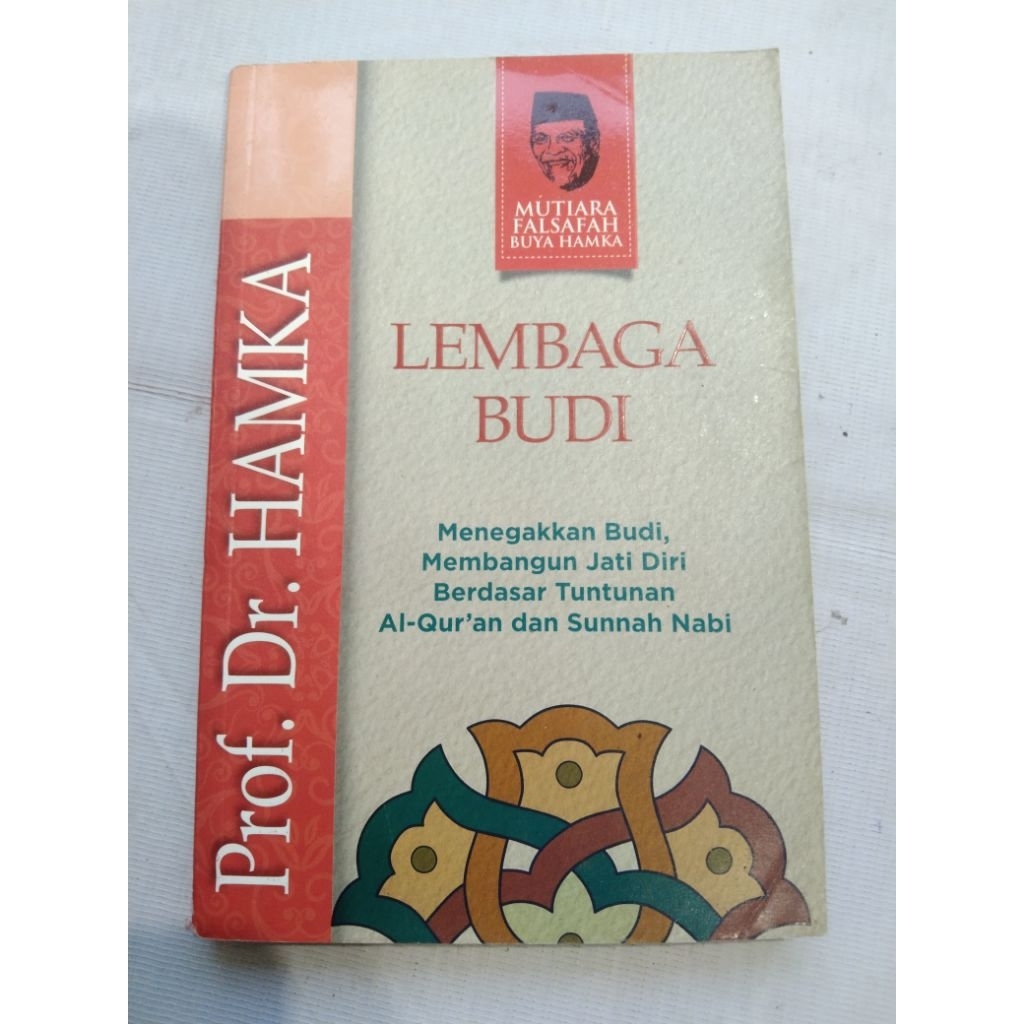 Prof. Dr. HAMKA
MUTIARA
FALSAFAH
BUYA HAMKA
LEMBAGA
BUDI
Menegakkan Budi,
Membangun Jati Diri
Berdasar Tuntunan
Al-Qur'an dan Sunnah Nabi